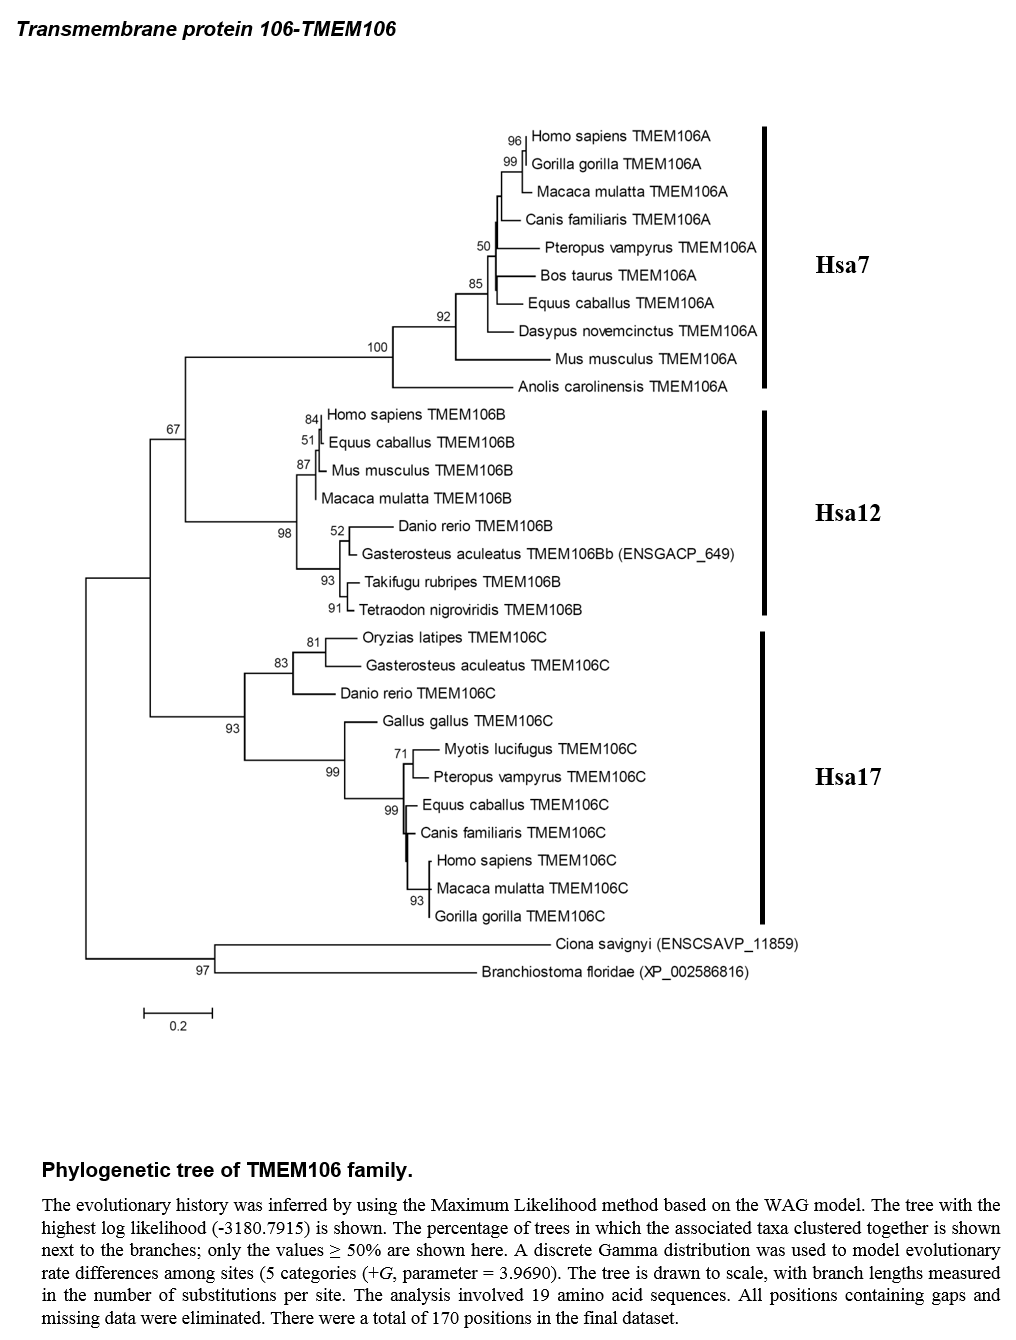 Transmembrane protein 106-TMEM106
96
Homo sapiens TMEM106A
99
Gorilla gorilla TMEM106A
Macaca mulatta TMEM106A
Canis familiaris TMEM106A
50
Pteropus vampyrus TMEM106A
Hsa7
Bos taurus TMEM106A
85
Equus caballus TMEM106A
92
Dasypus novemcinctus TMEM106A
100
Mus musculus TMEM106A
Anolis carolinensis TMEM106A
84
Homo sapiens TMEM106B
67
51
Equus caballus TMEM106B
87
Mus musculus TMEM106B
Macaca mulatta TMEM106B
Hsa12
98
52
Danio rerio TMEM106B
Gasterosteus aculeatus TMEM106Bb (ENSGACP_649)
93
Takifugu rubripes TMEM106B
91
Tetraodon nigroviridis TMEM106B
81
Oryzias latipes TMEM106C
83
Gasterosteus aculeatus TMEM106C
Danio rerio TMEM106C
93
Gallus gallus TMEM106C
71
Myotis lucifugus TMEM106C
99
Pteropus vampyrus TMEM106C
Hsa17
99
Equus caballus TMEM106C
Canis familiaris TMEM106C
Homo sapiens TMEM106C
Macaca mulatta TMEM106C
93
Gorilla gorilla TMEM106C
Ciona savignyi (ENSCSAVP_11859)
97
Branchiostoma floridae (XP_002586816)
0.2
Phylogenetic tree of TMEM106 family.
The evolutionary history was inferred by using the Maximum Likelihood method based on the WAG model. The tree with the
highest log likelihood (-3180.7915) is shown. The percentage of trees in which the associated taxa clustered together is shown
next to the branches; only the values ≥ 50% are shown here. A discrete Gamma distribution was used to model evolutionary
rate differences among sites (5 categories (+G, parameter = 3.9690). The tree is drawn to scale, with branch lengths measured
in the number of substitutions per site. The analysis involved 19 amino acid sequences. All positions containing gaps and
missing data were eliminated. There were a total of 170 positions in the final dataset.